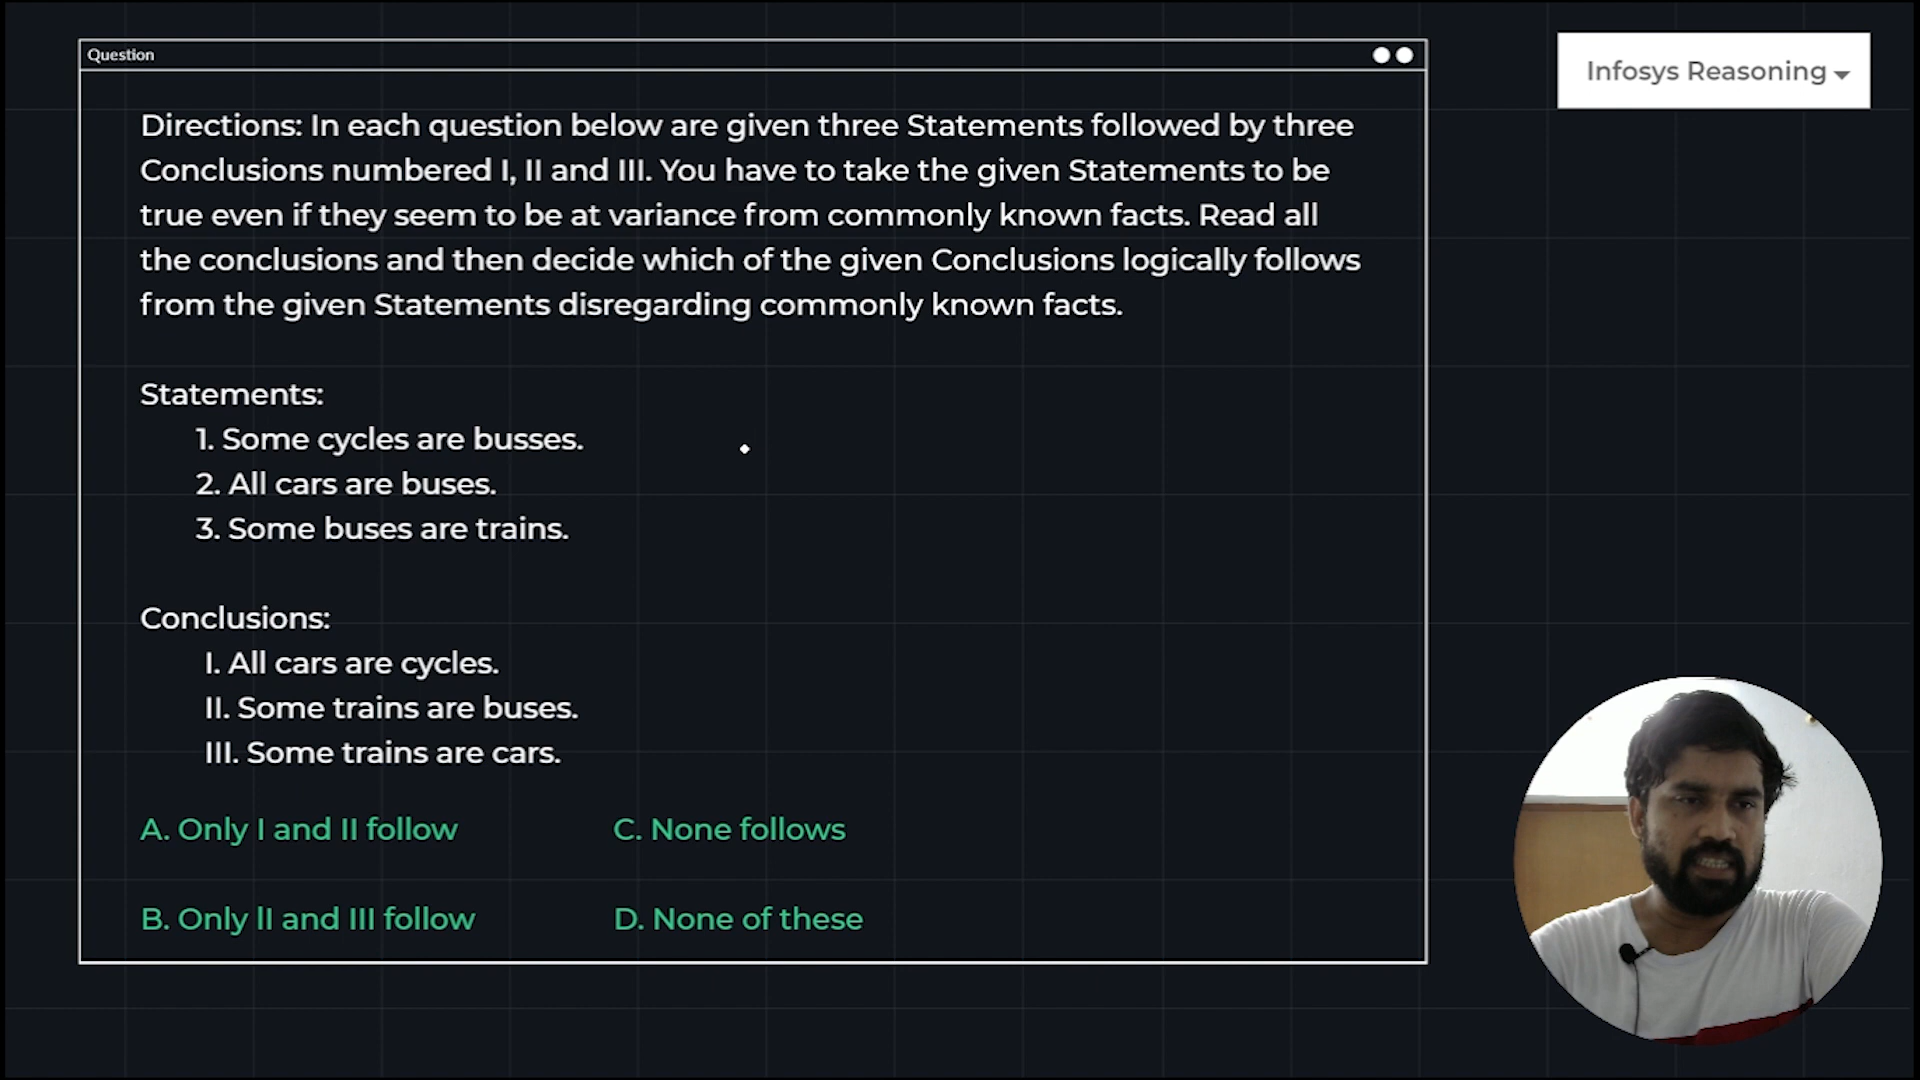 Question
Infosys Reasoning
Directions: In each question below are given three Statements followed by three
Conclusions numbered I, II and III. You have to take the given Statements to be
true even if they seem to be at variance from commonly known facts. Read all
the conclusions and then decide which of the given Conclusions logically follows
from the given Statements disregarding commonly known facts.
Statements:
1. Some cycles are busses.
2. All cars are buses.
3. Some buses are trains.
Conclusions:
I. All cars are cycles.
II. Some trains are buses.
III. Some trains are cars.
A. Only I and II follow
C. None follows
B. Only lI and III follow
D. None of these